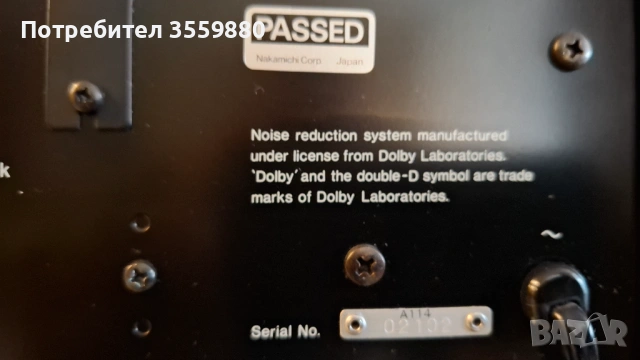 Потребител 3559880
PASSED
Nakamichi Corp. Japan
Noise reduction system manufactured
under license from Dolby Laboratories.
'Dolby' and the double-D symbol are trade
marks of Dolby Laboratories.
k
~
A114
Serial No. 02102
BAZAR